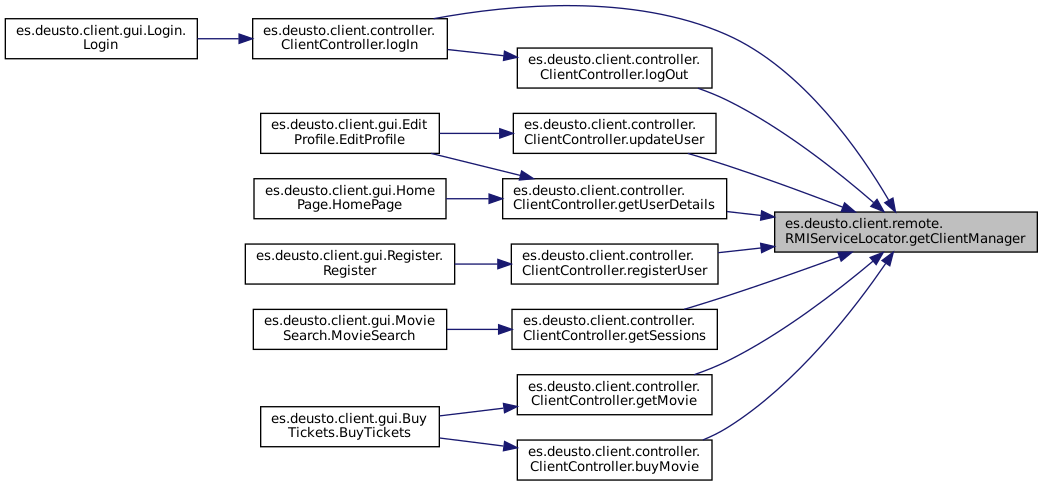 es.deusto.client.gui.Login.
Login
es.deusto.client.controller.
ClientController.logIn
es.deusto.client.controller.
ClientController.logOut
es.deusto.client.gui.Edit
Profile.EditProfile
es.deusto.client.controller.
ClientController.updateUser
es.deusto.client.gui.Home
Page.HomePage
es.deusto.client.controller.
ClientController.getUserDetails
es.deusto.client.remote.
RMIServiceLocator.getClientManager
es.deusto.client.gui.Register.
Register
es.deusto.client.controller.
ClientController.registerUser
es.deusto.client.gui.Movie
Search.MovieSearch
es.deusto.client.controller.
ClientController.getSessions
es.deusto.client.controller.
ClientController.getMovie
es.deusto.client.gui.Buy
Tickets.BuyTickets
es.deusto.client.controller.
ClientController.buyMovie